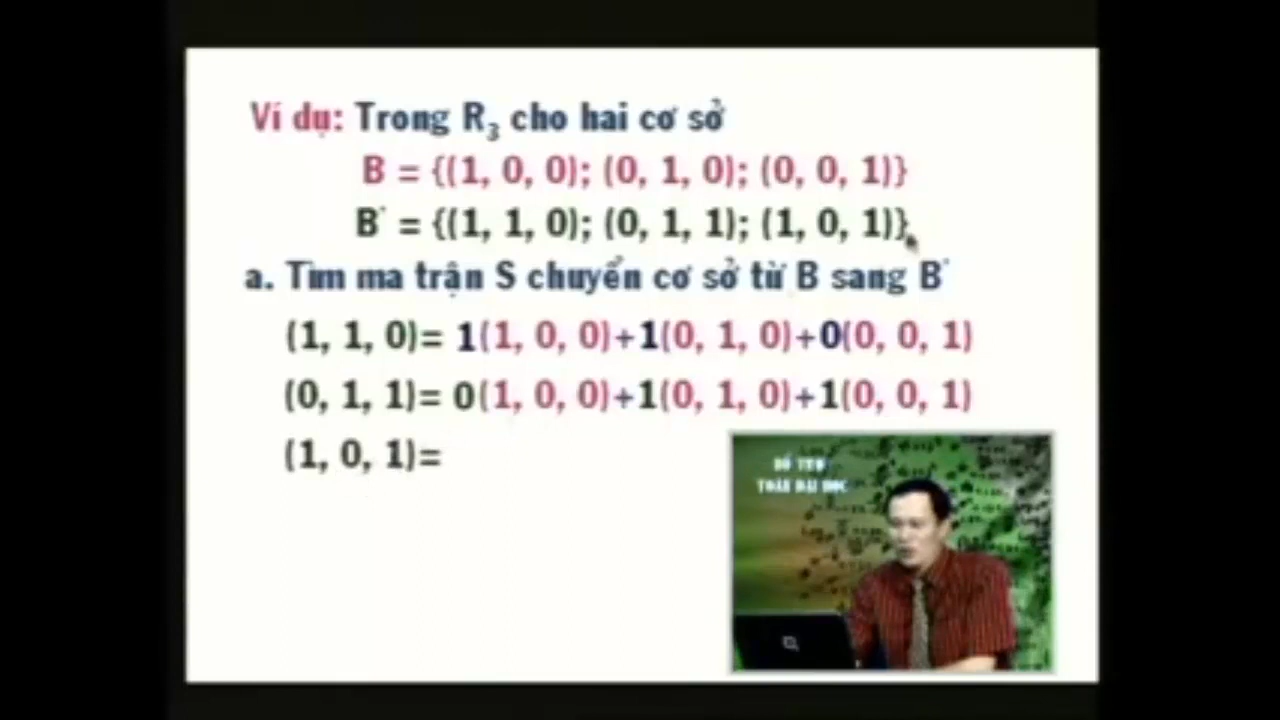 Ví dụ: Trong R₃ cho hai cơ sở
B = {(1, 0, 0); (0, 1, 0); (0, 0, 1)}
B' = {(1, 1, 0); (0, 1, 1); (1, 0, 1)}
a. Tìm ma trận S chuyển cơ sở từ B sang B'
(1, 1, 0)= 1(1, 0, 0)+1(0, 1, 0)+0(0, 0, 1)
(0, 1, 1)= 0(1, 0, 0)+1(0, 1, 0)+1(0, 0, 1)
(1, 0, 1)=
TOÁN ĐẠI HỌC